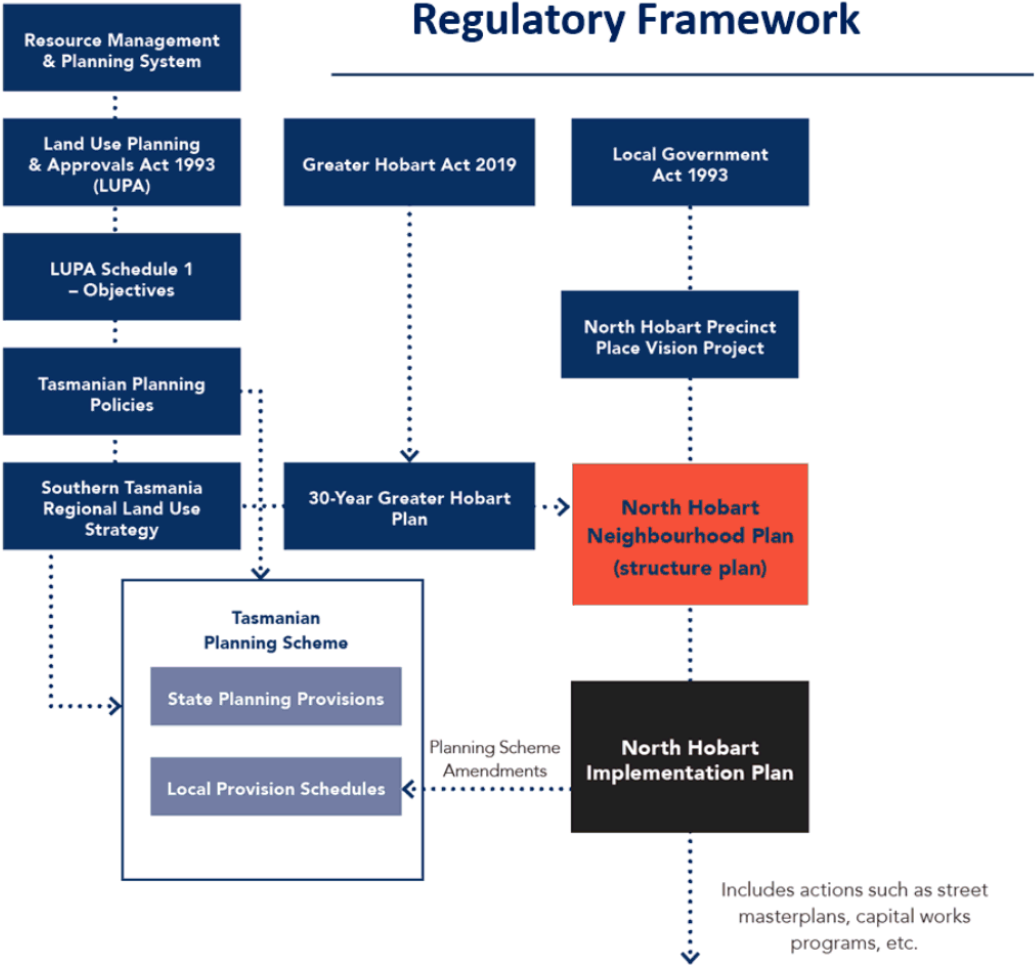 Regulatory Framework
Resource Management
& Planning System
Land Use Planning
& Approvals Act 1993
(LUPA)
Greater Hobart Act 2019
Local Government
Act 1993
LUPA Schedule 1
– Objectives
North Hobart Precinct
Place Vision Project
Tasmanian Planning
Policies
Southern Tasmania
Regional Land Use
Strategy
30-Year Greater Hobart
Plan
North Hobart
Neighbourhood Plan
(structure plan)
Tasmanian
Planning Scheme
State Planning Provisions
Local Provision Schedules
Planning Scheme
Amendments
North Hobart
Implementation Plan
Includes actions such as street
masterplans, capital works
programs, etc.